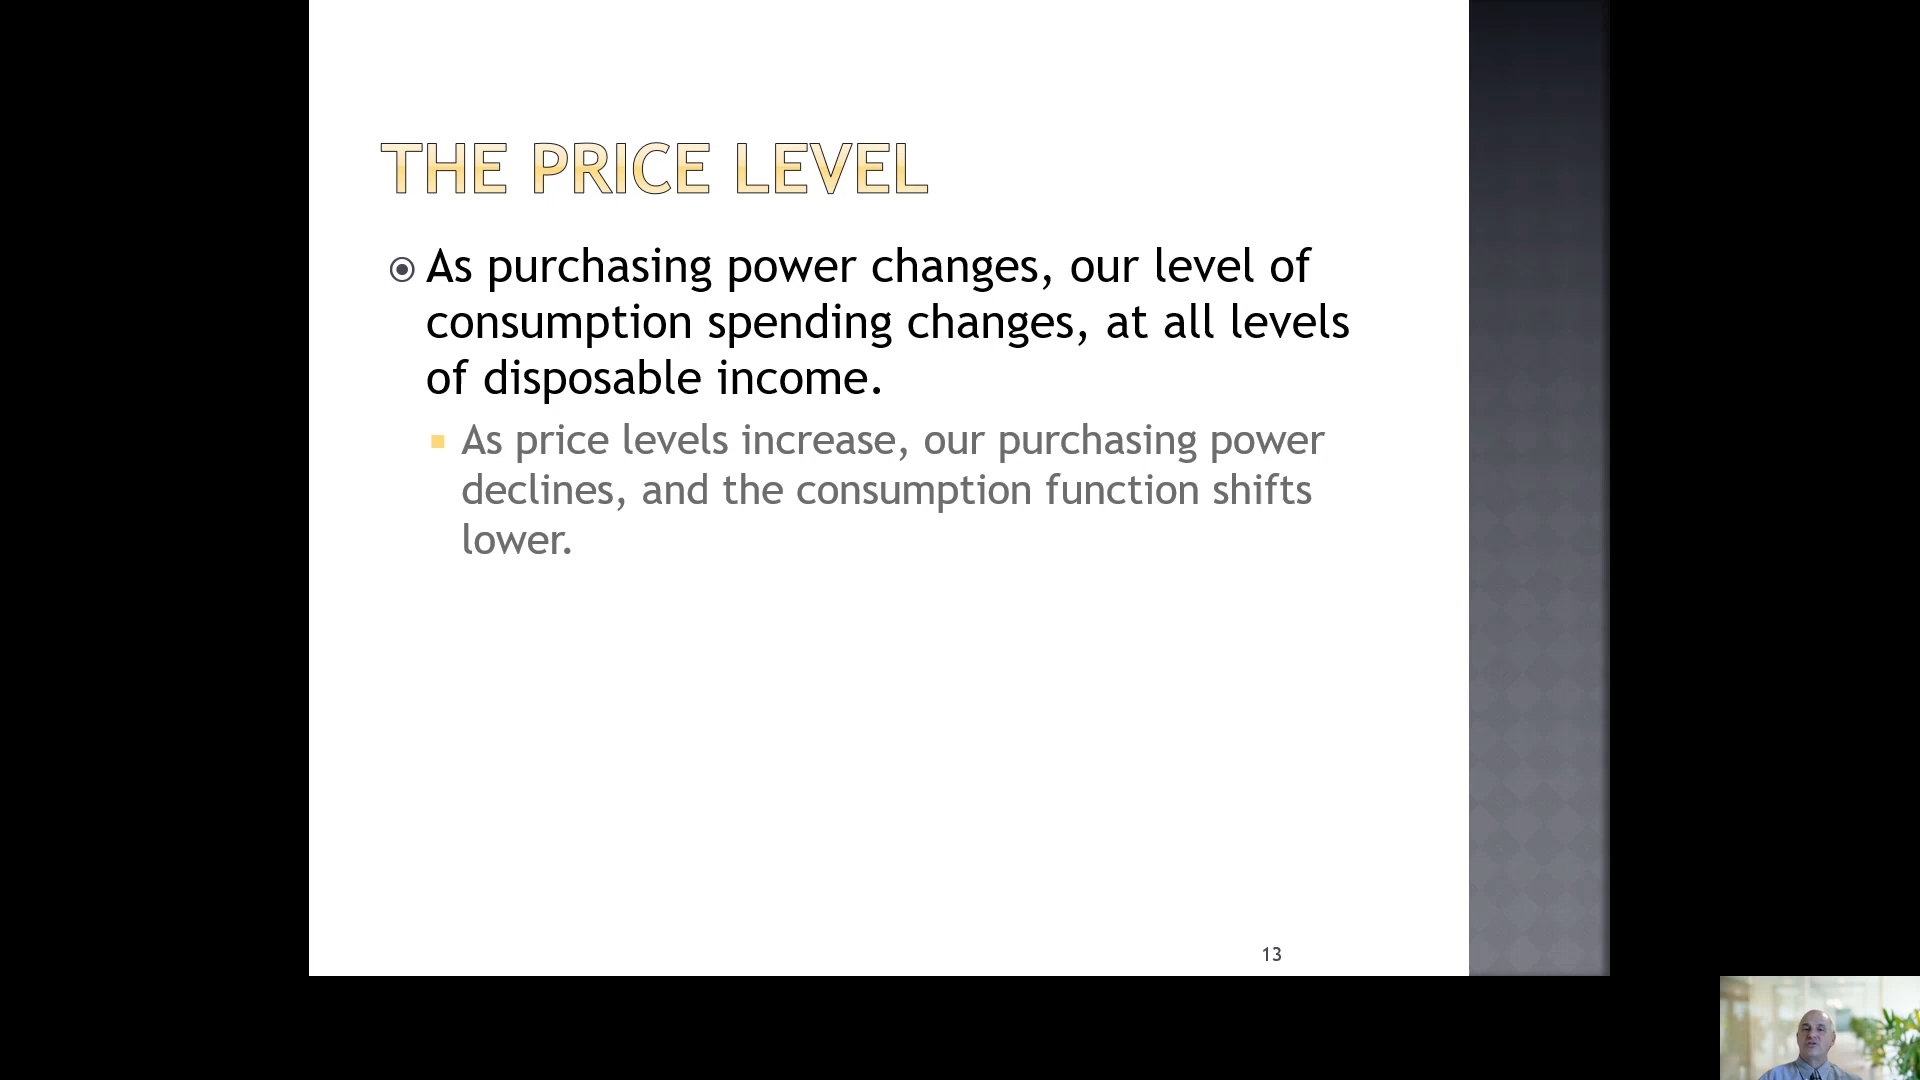 THE PRICE LEVEL
As purchasing power changes, our level of
consumption spending changes, at all levels
of disposable income.
As price levels increase, our purchasing power
declines, and the consumption function shifts
lower.
13